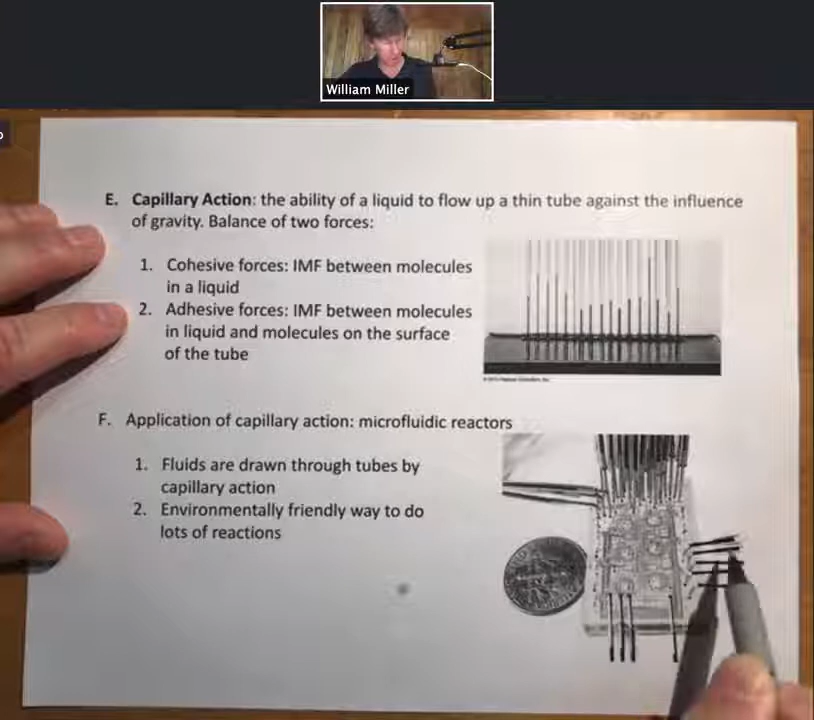 William Miller
E. Capillary Action: the ability of a liquid to flow up a thin tube against the influence
of gravity. Balance of two forces:
1. Cohesive forces: IMF between molecules
in a liquid
2. Adhesive forces: IMF between molecules
in liquid and molecules on the surface
of the tube
F. Application of capillary action: microfluidic reactors
1. Fluids are drawn through tubes by
capillary action
2. Environmentally friendly way to do
lots of reactions